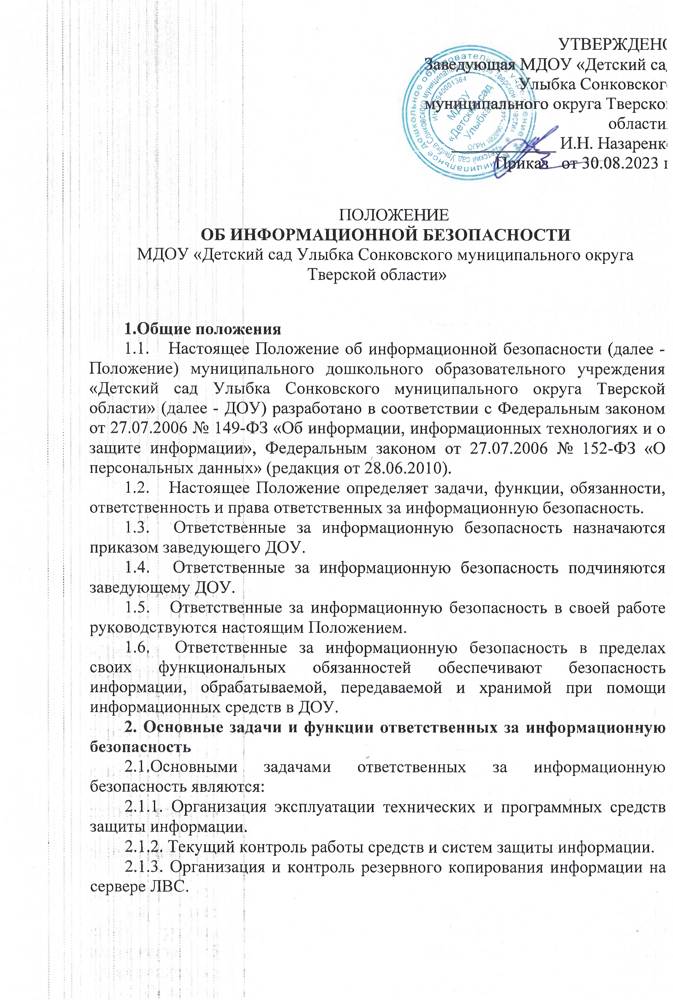 УТВЕРЖДЕНО
Заведующая МДОУ «Детский сад
Улыбка Сонковского
муниципального округа Тверской
области
И.Н. Назаренко
Приказ от 30.08.2023 г
МДОУ
«Детский сад
Улыбка»
ПОЛОЖЕНИЕ
ОБ ИНФОРМАЦИОННОЙ БЕЗОПАСНОСТИ
МДОУ «Детский сад Улыбка Сонковского муниципального округа
Тверской области»
1.Общие положения
1.1. Настоящее Положение об информационной безопасности (далее -
Положение) муниципального дошкольного образовательного учреждения
«Детский сад Улыбка Сонковского муниципального округа Тверской
области» (далее - ДОУ) разработано в соответствии с Федеральным законом
от 27.07.2006 № 149-ФЗ «Об информации, информационных технологиях и о
защите информации», Федеральным законом от 27.07.2006 № 152-ФЗ «О
персональных данных» (редакция от 28.06.2010).
1.2. Настоящее Положение определяет задачи, функции, обязанности,
ответственность и права ответственных за информационную безопасность.
1.3. Ответственные за информационную безопасность назначаются
приказом заведующего ДОУ.
1.4. Ответственные за информационную безопасность подчиняются
заведующему ДОУ.
1.5. Ответственные за информационную безопасность в своей работе
руководствуются настоящим Положением.
1.6. Ответственные за информационную безопасность в пределах
своих функциональных обязанностей обеспечивают безопасность
информации, обрабатываемой, передаваемой и хранимой при помощи
информационных средств в ДОУ.
2. Основные задачи и функции ответственных за информационную
безопасность
2.1.Основными задачами ответственных за информационную
безопасность являются:
2.1.1. Организация эксплуатации технических и программных средств
защиты информации.
2.1.2. Текущий контроль работы средств и систем защиты информации.
2.1.3. Организация и контроль резервного копирования информации на
сервере ЛВС.